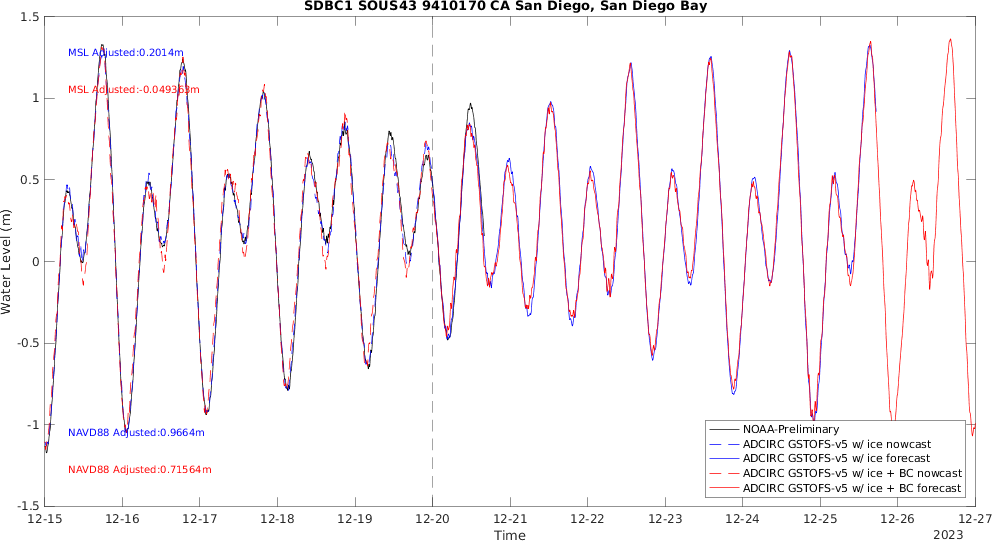 SDBC1 SOUS43 9410170 CA San Diego, San Diego Bay
1.5
MSL Adjusted:0.2014m
MSL Adjusted:-0.049363m
1
0.5
Water Level (m)
0
-0.5
-1
NAVD88 Adjusted:0.9664m
NAVD88 Adjusted:0.71564m
-1.5
NOAA-Preliminary
ADCIRC GSTOFS-v5 w/ ice nowcast
ADCIRC GSTOFS-v5 w/ ice forecast
ADCIRC GSTOFS-v5 w/ ice + BC nowcast
ADCIRC GSTOFS-v5 w/ ice + BC forecast
12-15 12-16 12-17 12-18 12-19 12-20 12-21 12-22 12-23 12-24 12-25 12-26 12-27
Time
2023